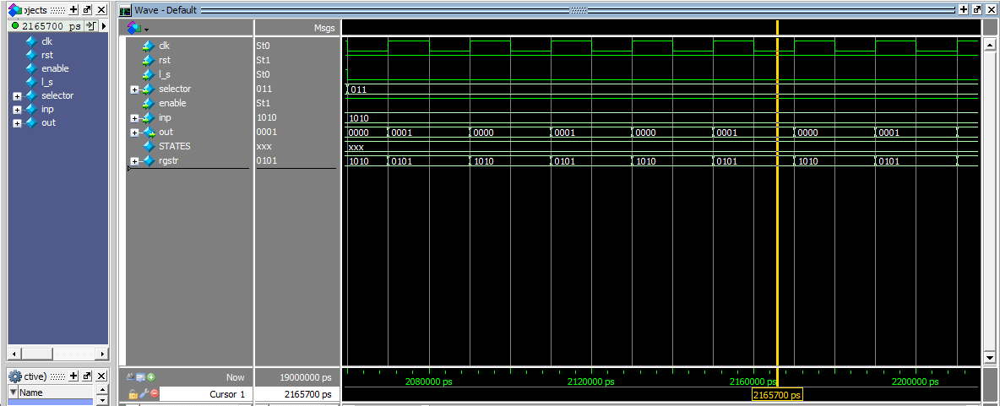 ojects
Wave - Default
2165700 ps
clk
rst
enable
l_s
selector
inp
out
Msgs
clk St0
rst St1
l_s St0
selector 011 011
enable St1
inp 1010 1010
out 0001 0000 0001 0000 0001 0000 0001 0000 0001
STATES xxx xxx
rgstr 0101 1010 0101 1010 0101 1010 0101 1010 0101
ctive)
Name
Now 19000000 ps 2080000 ps 2120000 ps 2160000 ps 2200000 ps
Cursor 1 2165700 ps 2165700 ps